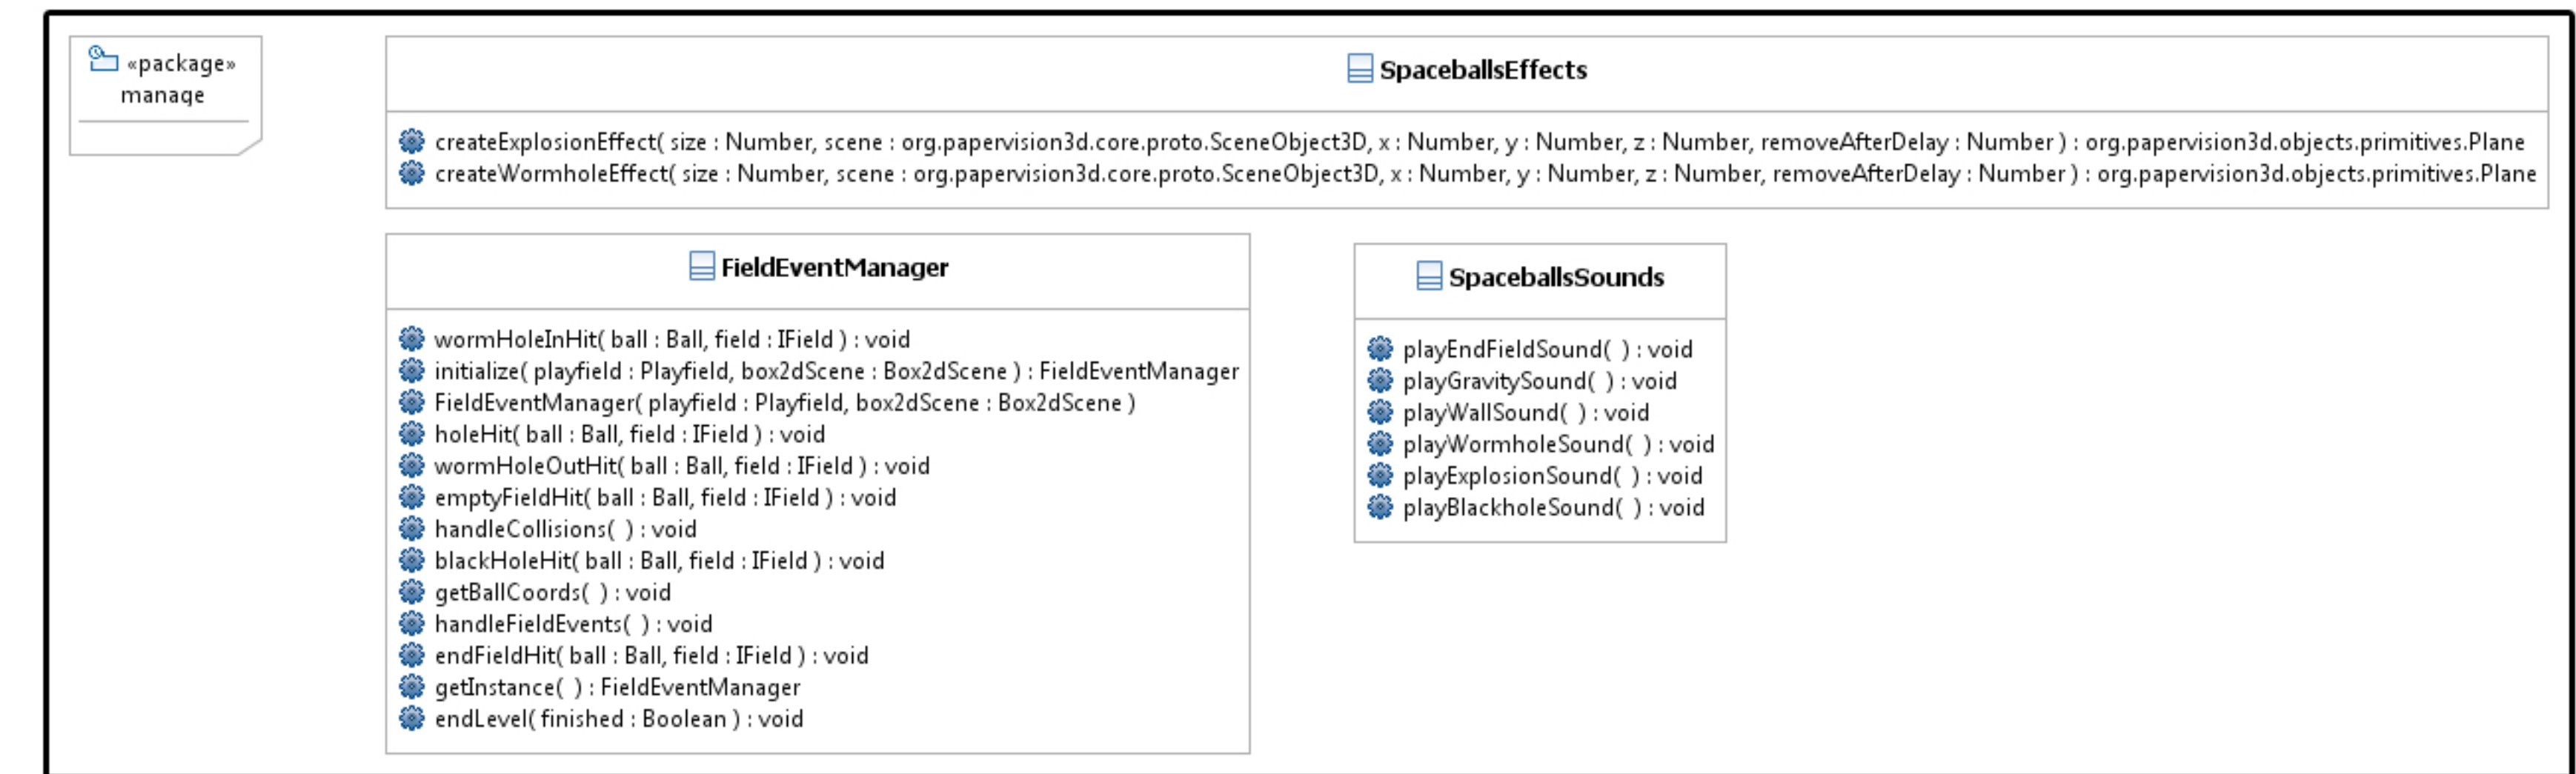 «package»
manage
SpaceballsEffects
createExplosionEffect( size : Number, scene : org.papervision3d.core.proto.SceneObject3D, x : Number, y : Number, z : Number, removeAfterDelay : Number ) : org.papervision3d.objects.primitives.Plane
createWormholeEffect( size : Number, scene : org.papervision3d.core.proto.SceneObject3D, x : Number, y : Number, z : Number, removeAfterDelay : Number ) : org.papervision3d.objects.primitives.Plane
FieldEventManager
wormHoleInHit( ball : Ball, field : IField ) : void
initialize( playfield : Playfield, box2dScene : Box2dScene ) : FieldEventManager
FieldEventManager( playfield : Playfield, box2dScene : Box2dScene )
holeHit( ball : Ball, field : IField ) : void
wormHoleOutHit( ball : Ball, field : IField ) : void
emptyFieldHit( ball : Ball, field : IField ) : void
handleCollisions( ) : void
blackHoleHit( ball : Ball, field : IField ) : void
getBallCoords( ) : void
handleFieldEvents( ) : void
endFieldHit( ball : Ball, field : IField ) : void
getInstance( ) : FieldEventManager
endLevel( finished : Boolean ) : void
SpaceballsSounds
playEndFieldSound( ) : void
playGravitySound( ) : void
playWallSound( ) : void
playWormholeSound( ) : void
playExplosionSound( ) : void
playBlackholeSound( ) : void